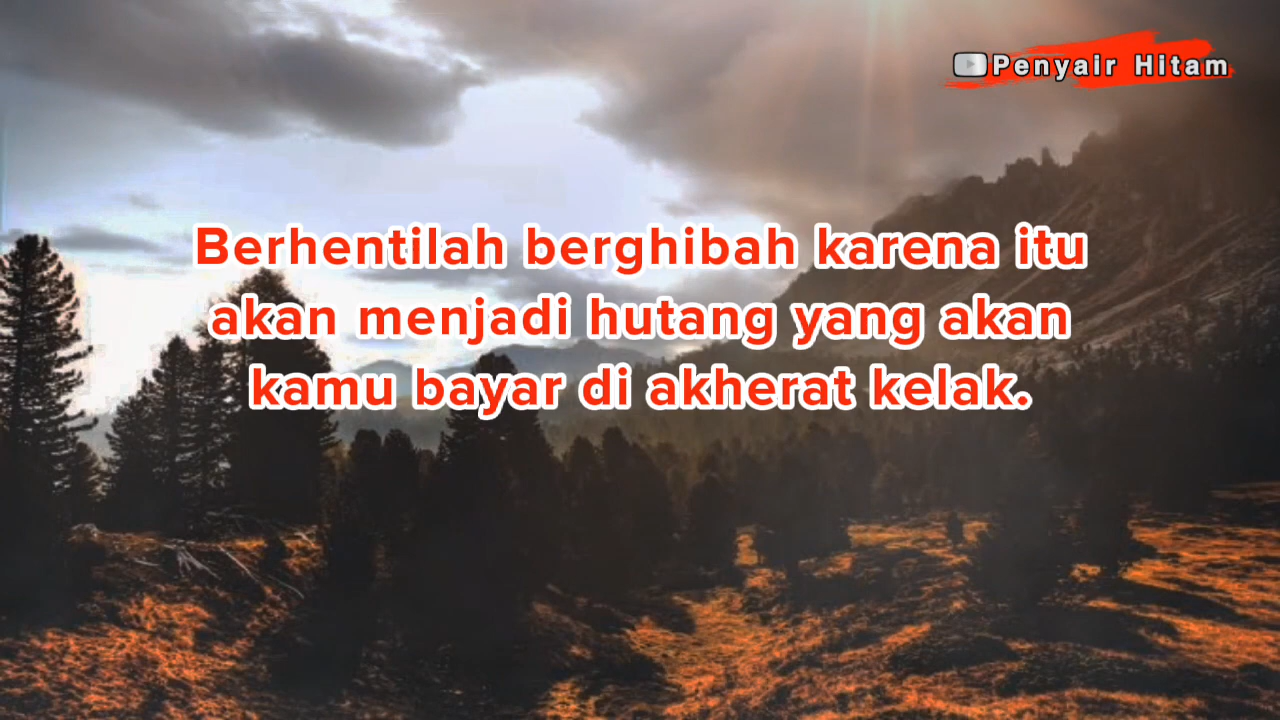 Penyair Hitam
Berhentilah berghibah karena itu
akan menjadi hutang yang akan
kamu bayar di akherat kelak.